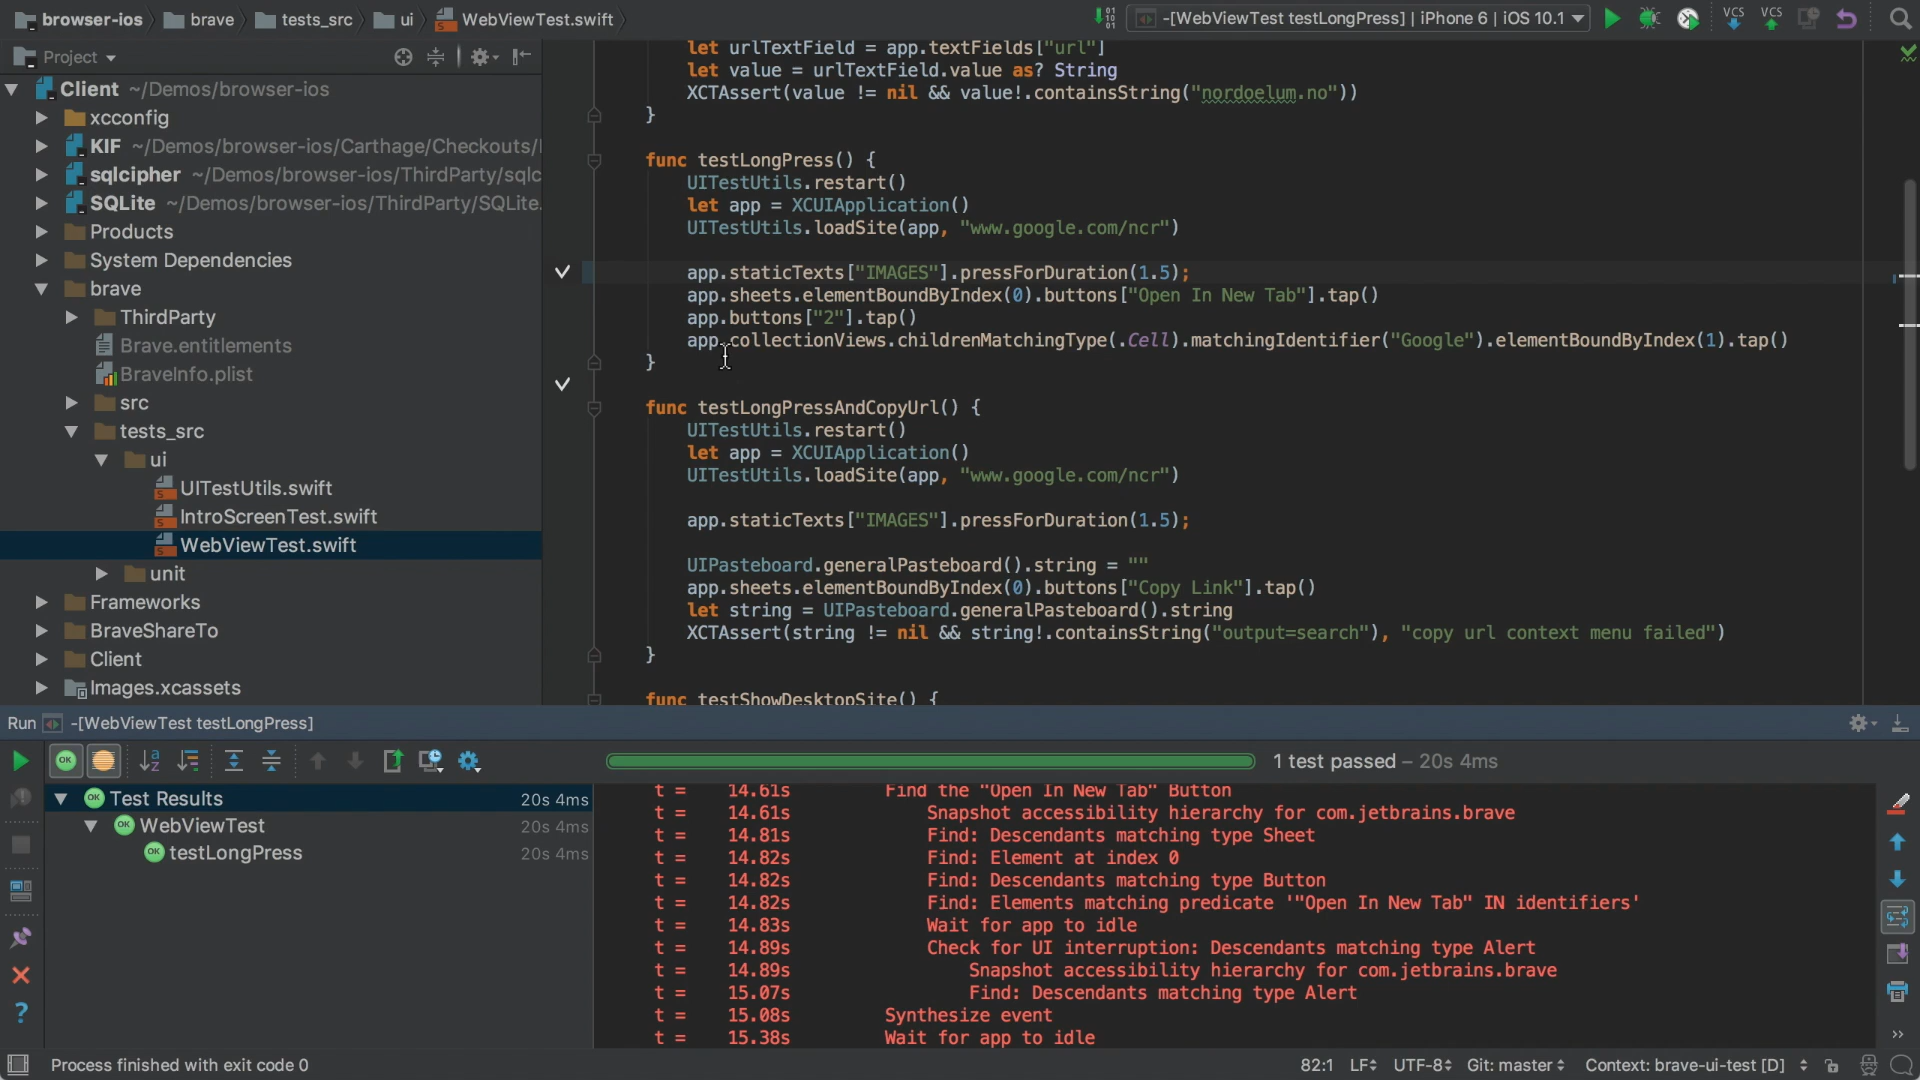 browser-ios brave tests_src ui WebViewTest.swift -[WebViewTest testLongPress] | iPhone 6 | iOS 10.1 VCS VCS
Project
Client ~/Demos/browser-ios
xcconfig
KIF ~/Demos/browser-ios/Carthage/Checkouts/
sqlcipher ~/Demos/browser-ios/ThirdParty/sqlc
SQLite ~/Demos/browser-ios/ThirdParty/SQLite.
Products
System Dependencies
brave
ThirdParty
Brave.entitlements
BraveInfo.plist
src
tests_src
ui
UITestUtils.swift
IntroScreenTest.swift
WebViewTest.swift
unit
Frameworks
BraveShareTo
Client
Images.xcassets
let urlTextField = app.textFields["url"]
let value = urlTextField.value as? String
XCTAssert(value != nil && value!.containsString("nordoelum.no"))
}
func testLongPress() {
UITestUtils.restart()
let app = XCUIApplication()
UITestUtils.loadSite(app, "www.google.com/ncr")
app.staticTexts["IMAGES"].pressForDuration(1.5);
app.sheets.elementBoundByIndex(0).buttons["Open In New Tab"].tap()
app.buttons["2"].tap()
app.collectionViews.childrenMatchingType(.Cell).matchingIdentifier("Google").elementBoundByIndex(1).tap()
}
func testLongPressAndCopyUrl() {
UITestUtils.restart()
let app = XCUIApplication()
UITestUtils.loadSite(app, "www.google.com/ncr")
app.staticTexts["IMAGES"].pressForDuration(1.5);
UIPasteboard.generalPasteboard().string = ""
app.sheets.elementBoundByIndex(0).buttons["Copy Link"].tap()
let string = UIPasteboard.generalPasteboard().string
XCTAssert(string != nil && string!.containsString("output=search"), "copy url context menu failed")
}
func testShowDesktopSite() {
Run -[WebViewTest testLongPress]
1 test passed – 20s 4ms
Test Results 20s 4ms
WebViewTest 20s 4ms
testLongPress 20s 4ms
t = 14.61s Find the "Open In New Tab" Button
t = 14.61s Snapshot accessibility hierarchy for com.jetbrains.brave
t = 14.81s Find: Descendants matching type Sheet
t = 14.82s Find: Element at index 0
t = 14.82s Find: Descendants matching type Button
t = 14.82s Find: Elements matching predicate '"Open In New Tab" IN identifiers'
t = 14.83s Wait for app to idle
t = 14.89s Check for UI interruption: Descendants matching type Alert
t = 14.89s Snapshot accessibility hierarchy for com.jetbrains.brave
t = 15.07s Find: Descendants matching type Alert
t = 15.08s Synthesize event
t = 15.38s Wait for app to idle
Process finished with exit code 0 82:1 LF UTF-8 Git: master Context: brave-ui-test [D]